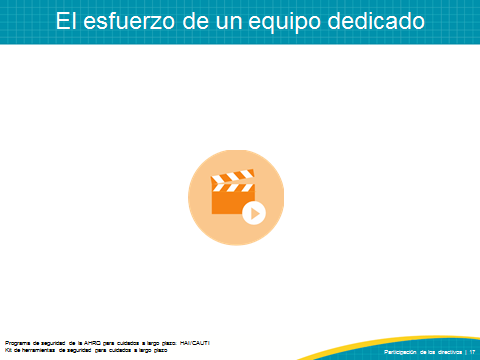 El esfuerzo de un equipo dedicado
Programa de seguridad de la AHRQ para cuidados a largo plazo: HAI/CAUTI
Kit de herramientas de seguridad para cuidados a largo plazo
Participación de los directivos | 17